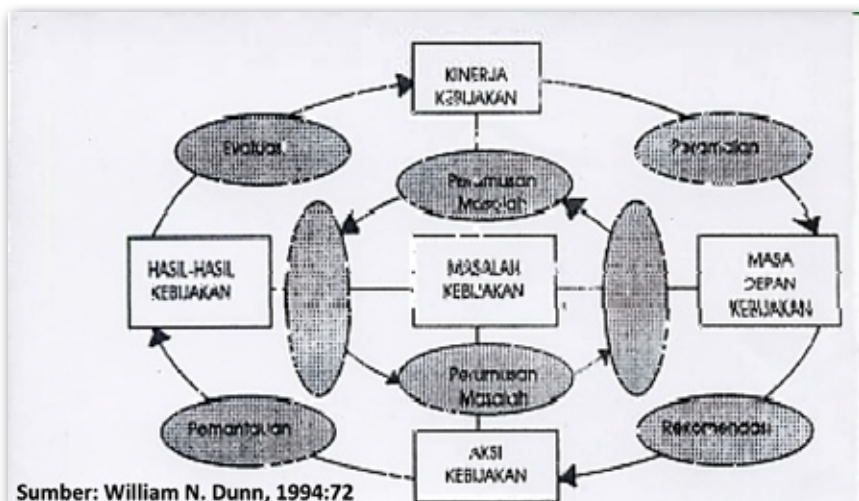 KINERJA
KEBIJAKAN
Evaluasi
Peramalan
Perumusan
Masalah
HASIL-HASIL
KEBIJAKAN
MASALAH
KEBIJAKAN
MASA
DEPAN
KEBIJAKAN
Perumusan
Masalah
Pemantauan
Rekomendasi
AKSI
KEBIJAKAN
Sumber: William N. Dunn, 1994:72